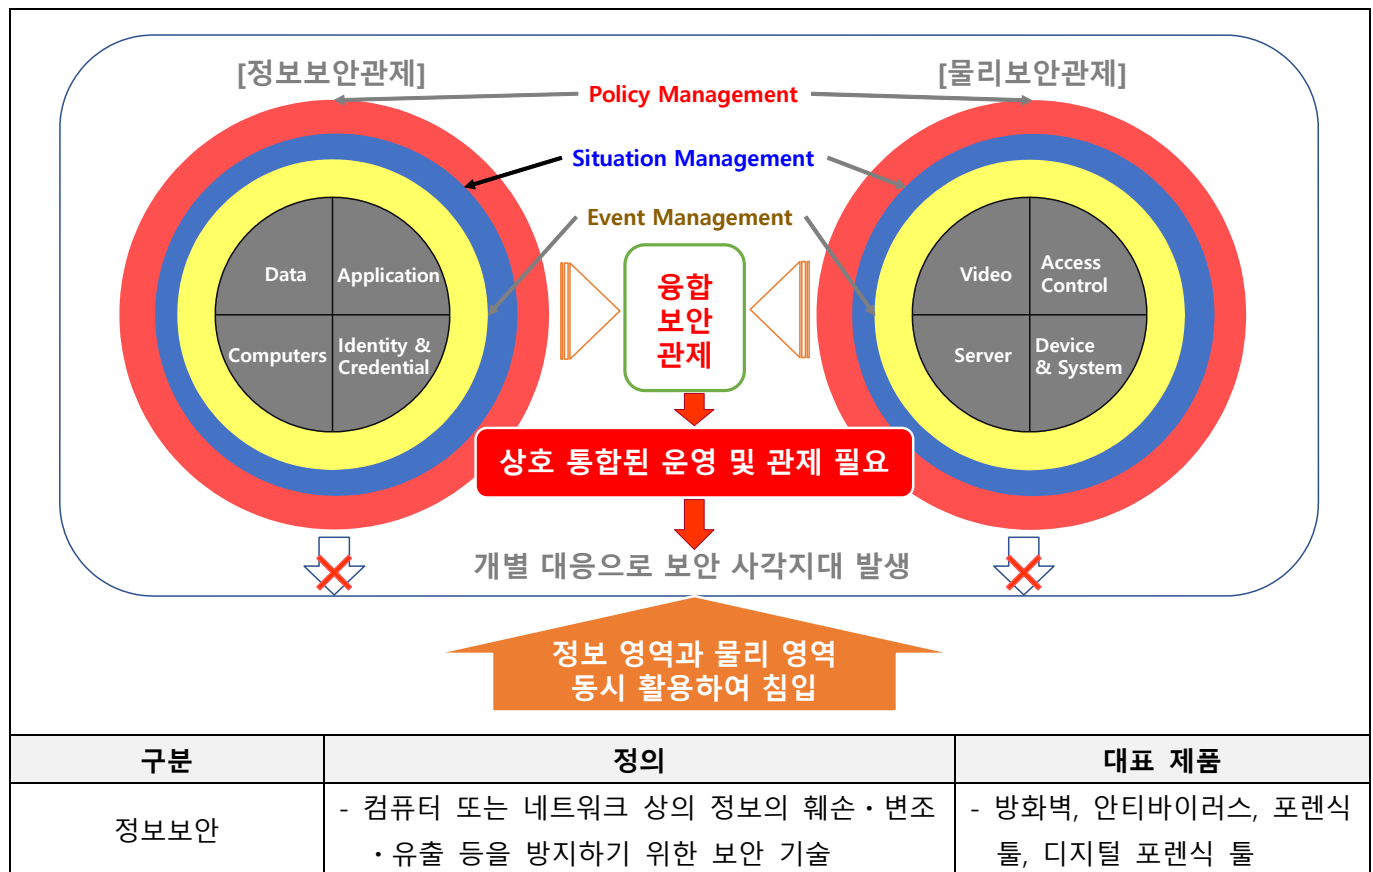 [정보보안관제]
[물리보안관제]
Policy Management
Situation Management
Event Management
Data
Application
Computers
Identity &
Credential
융합
보안
관제
Video
Access
Control
Server
Device
& System
상호 통합된 운영 및 관제 필요
개별 대응으로 보안 사각지대 발생
정보 영역과 물리 영역
동시 활용하여 침입
구분 정의 대표 제품
정보보안
- 컴퓨터 또는 네트워크 상의 정보의 훼손・변조
・유출 등을 방지하기 위한 보안 기술
- 방화벽, 안티바이러스, 포렌식
툴, 디지털 포렌식 툴